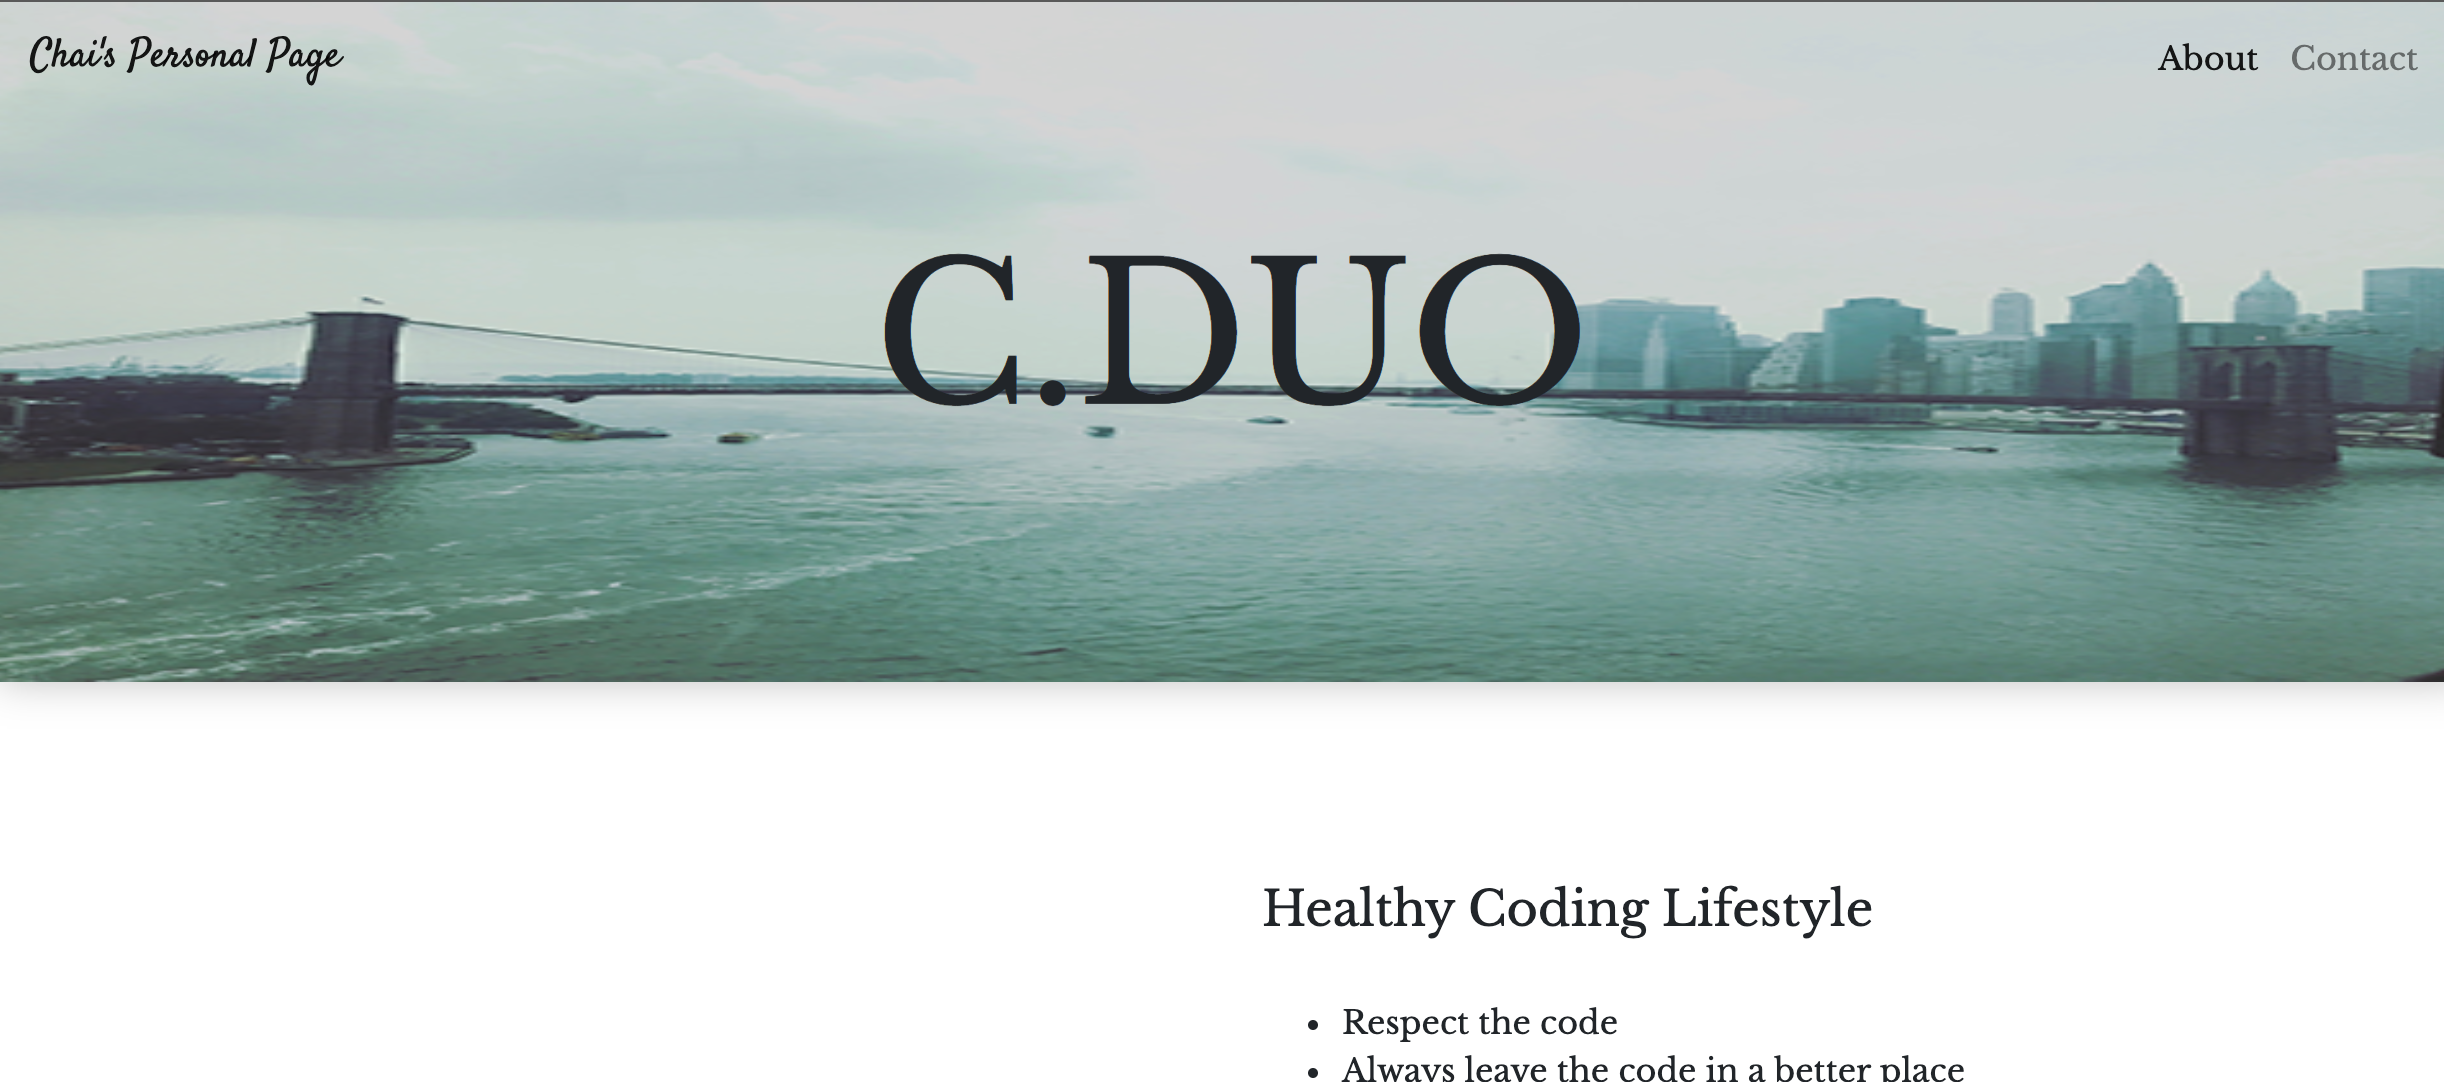 Chai's Personal Page
About Contact
C.DUO
Healthy Coding Lifestyle
• Respect the code
• Always leave the code in a better place